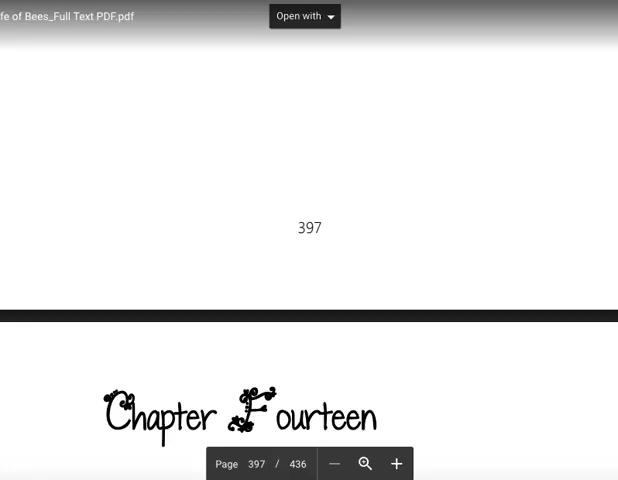 fe of Bees_Full Text PDF.pdf
Open with
397
Chapter Fourteen
Page 397 / 436